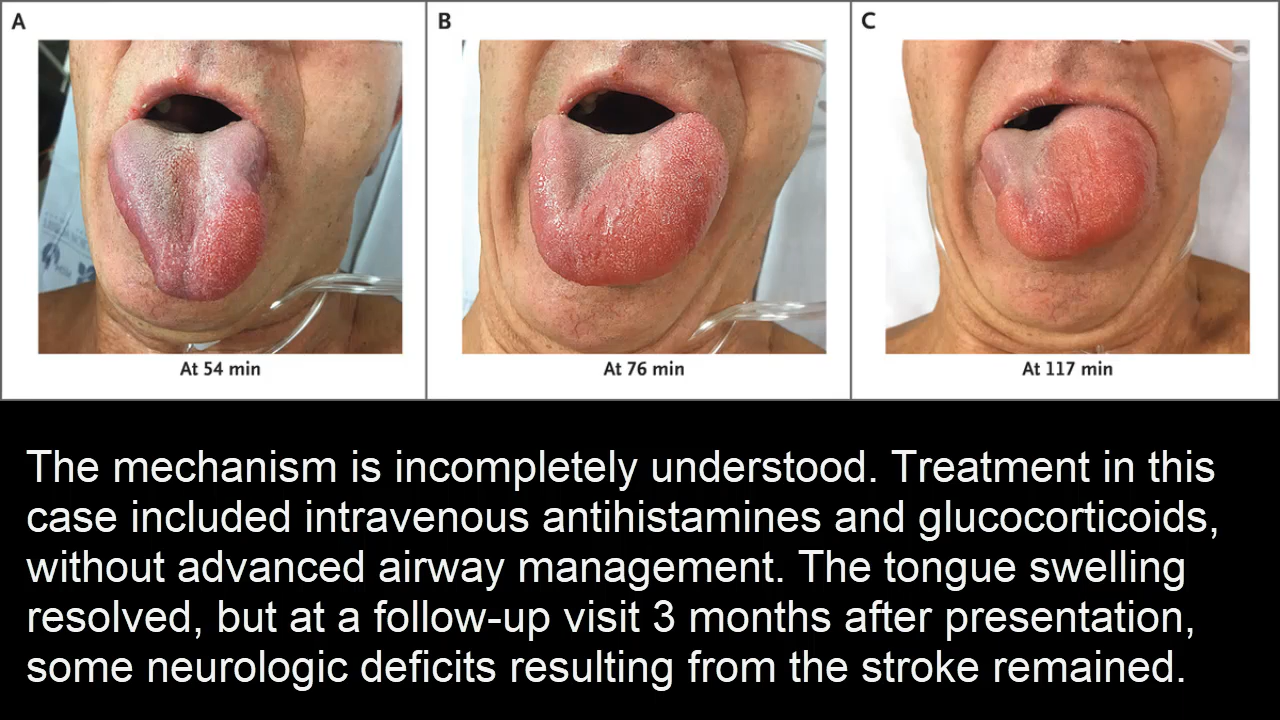 A
B
C
At 54 min
At 76 min
At 117 min
The mechanism is incompletely understood. Treatment in this
case included intravenous antihistamines and glucocorticoids,
without advanced airway management. The tongue swelling
resolved, but at a follow-up visit 3 months after presentation,
some neurologic deficits resulting from the stroke remained.